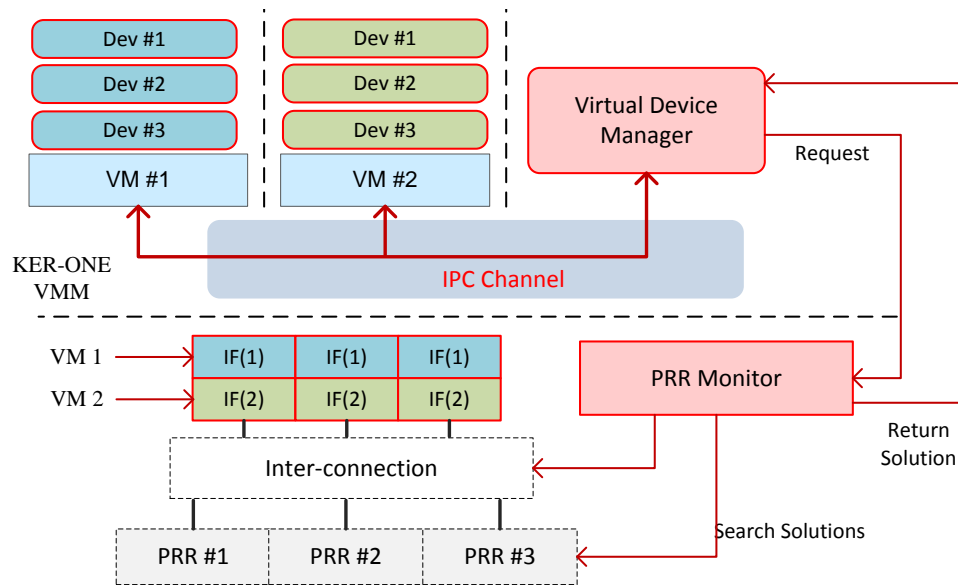 Dev #1
Dev #2
Dev #3
VM #1
Dev #1
Dev #2
Dev #3
VM #2
Virtual Device
Manager
Request
KER-ONE
VMM
IPC Channel
VM 1
IF(1) IF(1) IF(1)
VM 2
IF(2) IF(2) IF(2)
PRR Monitor
Return
Solution
Inter-connection
Search Solutions
PRR #1 PRR #2 PRR #3